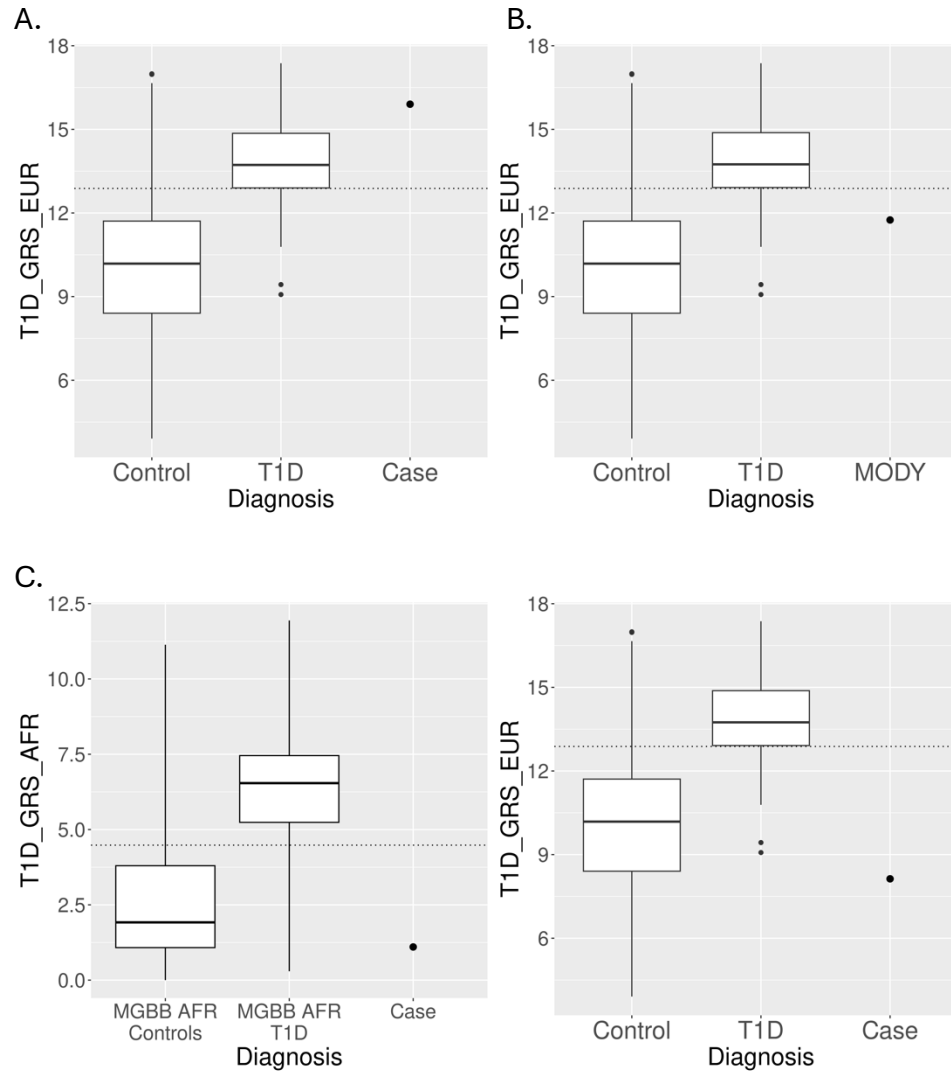 A.
18
15
12
9
6
T1D_GRS_EUR
Control
T1D
Case
Diagnosis
B.
18
15
12
9
6
T1D_GRS_EUR
Control
T1D
MODY
Diagnosis
C.
12.5
10.0
7.5
5.0
2.5
0.0
T1D_GRS_AFR
MGBB AFR
Controls
MGBB AFR
T1D
Case
Diagnosis
18
15
12
9
6
T1D_GRS_EUR
Control
T1D
Case
Diagnosis